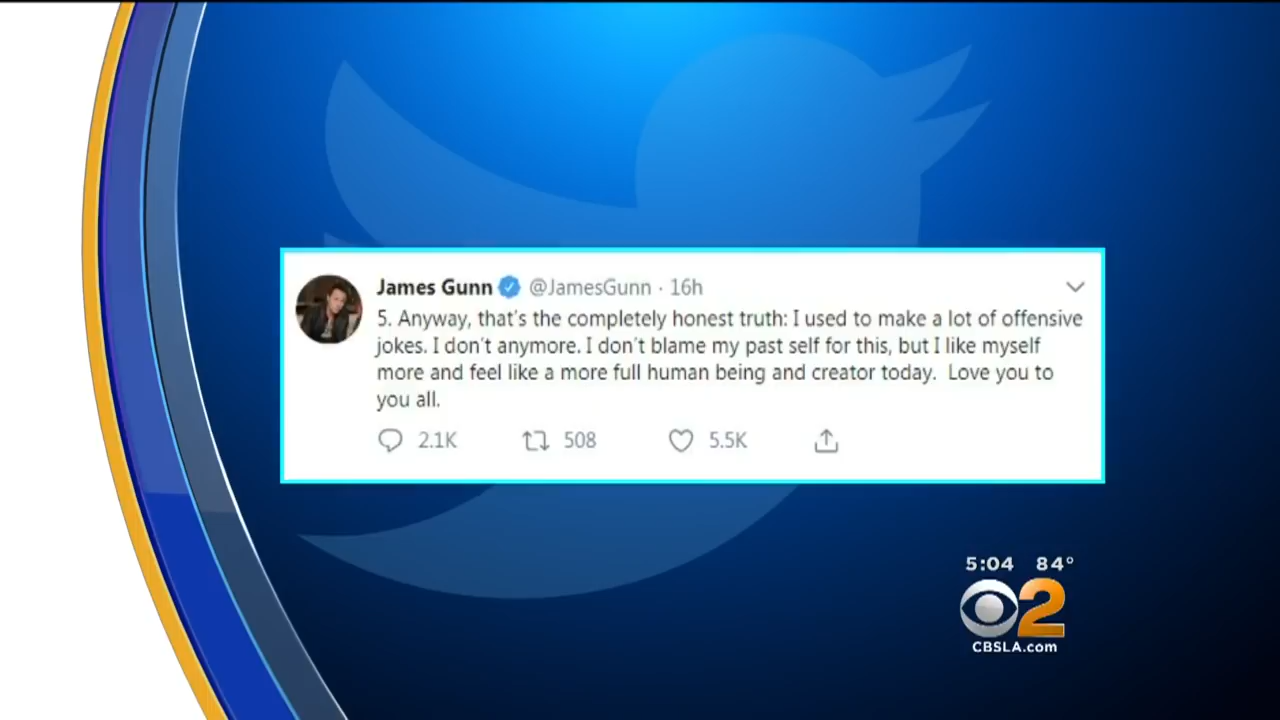 James Gunn @JamesGunn · 16h
5. Anyway, that's the completely honest truth: I used to make a lot of offensive
jokes. I don't anymore. I don't blame my past self for this, but I like myself
more and feel like a more full human being and creator today. Love you to
you all.
2.1K 508 5.5K
5:04 84°
2
CBSLA.com